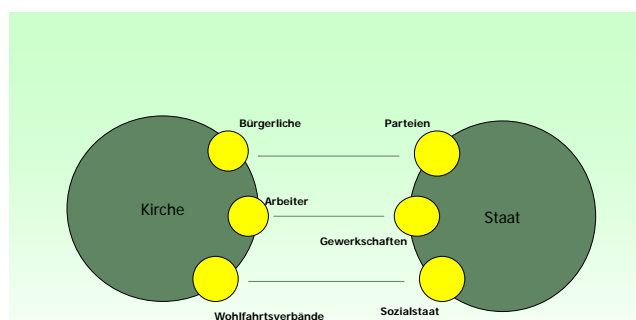 Bürgerliche
Parteien
Kirche
Arbeiter
Staat
Gewerkschaften
Wohlfahrtsverbände
Sozialstaat